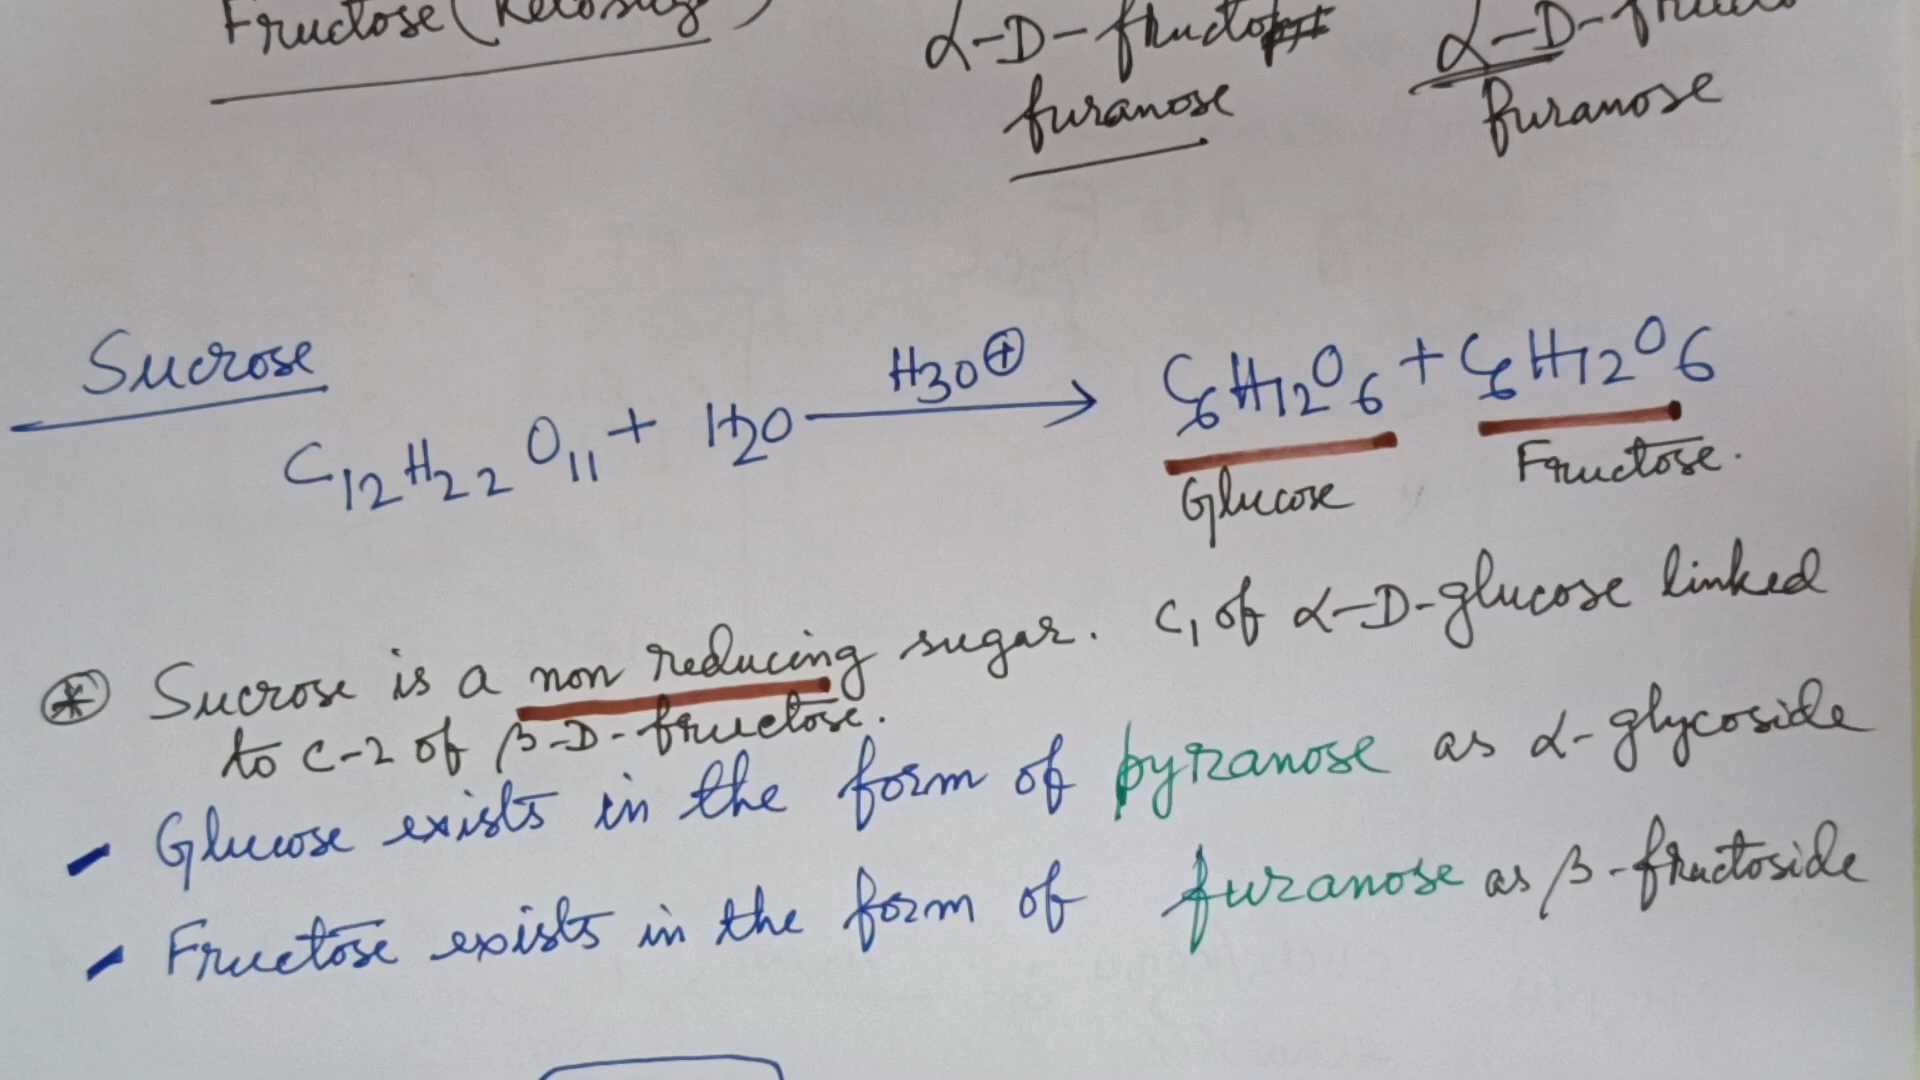 Fructose (Ketosug )
α-D-fructo
furanose
α-D-fructo
furanose
Sucrose
C12H22O11 + H2O
H3O⊕
C6H12O6 + C6H12O6
Glucose
Fructose.
* Sucrose is a non reducing sugar. C1 of α-D-glucose linked
to C-2 of β-D-fructose.
- Glucose exists in the form of pyranose as α-glycoside
- Fructose exists in the form of furanose as β-fructoside